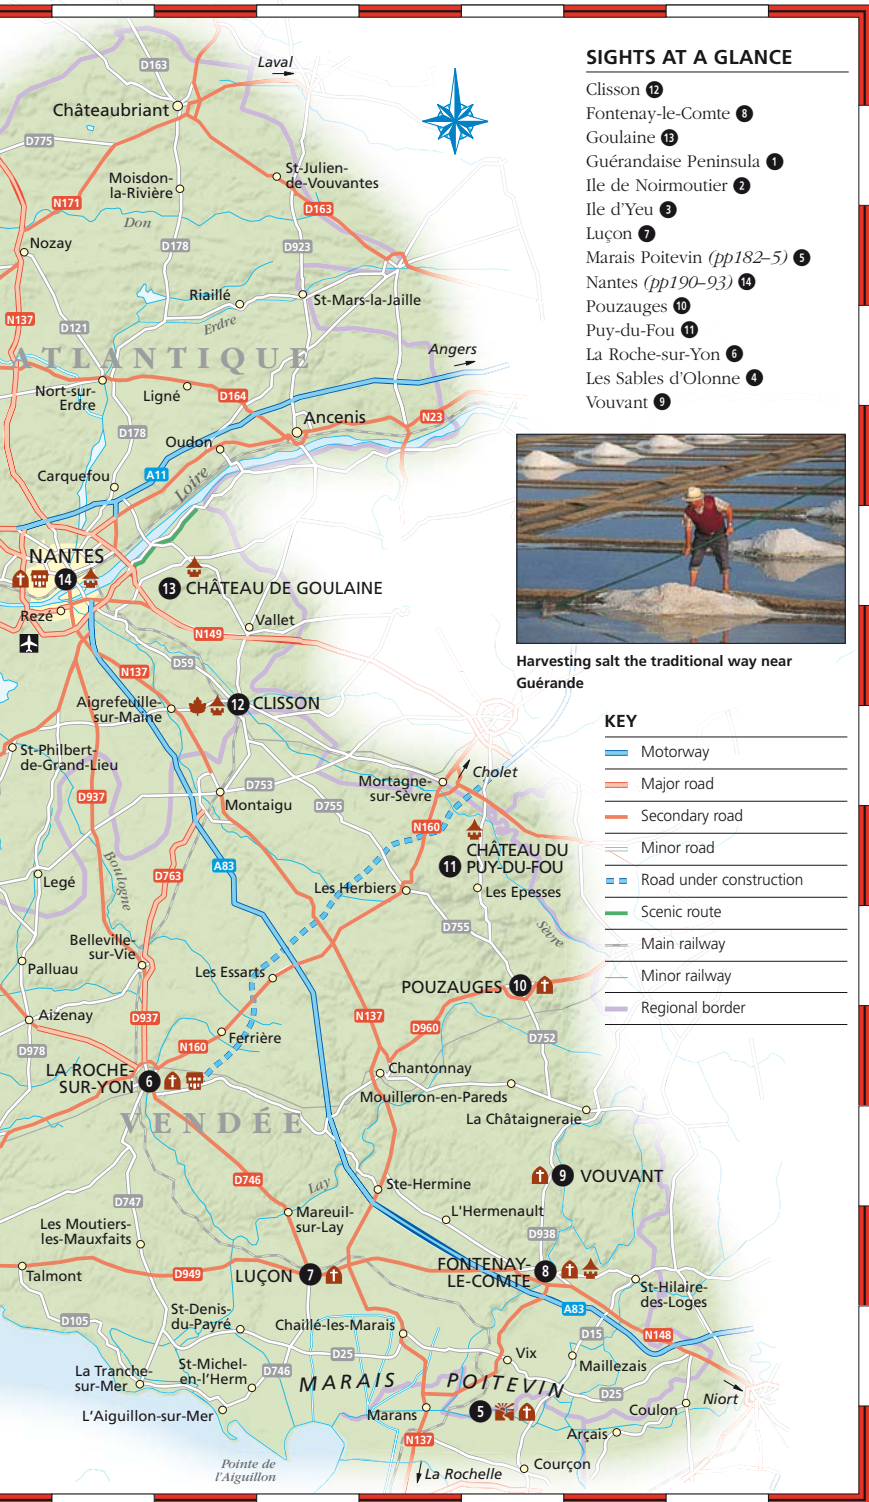 SIGHTS AT A GLANCE
Clisson 12
Fontenay-le-Comte 8
Goulaine 13
Guérandaise Peninsula 1
Ile de Noirmoutier 2
Ile d'Yeu 3
Luçon 7
Marais Poitevin (pp182–5) 5
Nantes (pp190–93) 14
Pouzauges 10
Puy-du-Fou 11
La Roche-sur-Yon 6
Les Sables d'Olonne 4
Vouvant 9
Harvesting salt the traditional way near
Guérande
KEY
Motorway
Major road
Secondary road
Minor road
Road under construction
Scenic route
Main railway
Minor railway
Regional border
D163
Laval
Châteaubriant
D775
Moisdon-
la-Rivière
St-Julien-
de-Vouvantes
N171
D163
Don
Nozay
D178
D923
Riaillé
St-Mars-la-Jaille
N137
D121
Erdre
ATLANTIQUE
Angers
Nort-sur-
Erdre
Ligné
D164
Ancenis
N23
D178
Oudon
Carquefou
A11
Loire
NANTES
14
13 CHÂTEAU DE GOULAINE
Rezé
Vallet
N149
D59
N137
Aigrefeuille-
sur-Maine
12 CLISSON
St-Philbert-
de-Grand-Lieu
Cholet
Mortagne-
sur-Sèvre
D753
D937
Montaigu
D755
N160
CHÂTEAU DU
11 PUY-DU-FOU
Boulogne
A83
D763
Legé
Les Herbiers
Les Epesses
D755
Sèvre
Belleville-
sur-Vie
Palluau
Les Essarts
POUZAUGES 10
Aizenay
D937
N137
D960
Ferrière
D752
N160
D978
LA ROCHE-
SUR-YON 6
Chantonnay
Mouilleron-en-Pareds
La Châtaigneraie
VENDÉE
9 VOUVANT
D746
Lay
Ste-Hermine
D747
Mareuil-
sur-Lay
L'Hermenault
Les Moutiers-
les-Mauxfaits
D938
FONTENAY-
LE-COMTE 8
Talmont
D949
LUÇON 7
St-Hilaire-
des-Loges
St-Denis-
du-Payré
A83
D105
Chaillé-les-Marais
D15
N148
D25
Vix
Maillezais
La Tranche-
sur-Mer
St-Michel-
en-l'Herm
D746
MARAIS POITEVIN
D25
Niort
L'Aiguillon-sur-Mer
Marans
5
Coulon
Arçais
N137
Pointe de
l'Aiguillon
La Rochelle
Courçon